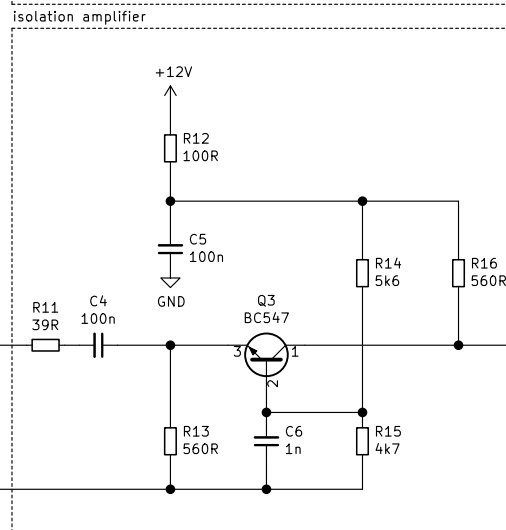 isolation amplifier
+12V
R12
100R
C5
100n
GND
R14
5k6
R16
560R
R11
39R
C4
100n
Q3
BC547
3
1
2
R13
560R
C6
1n
R15
4k7